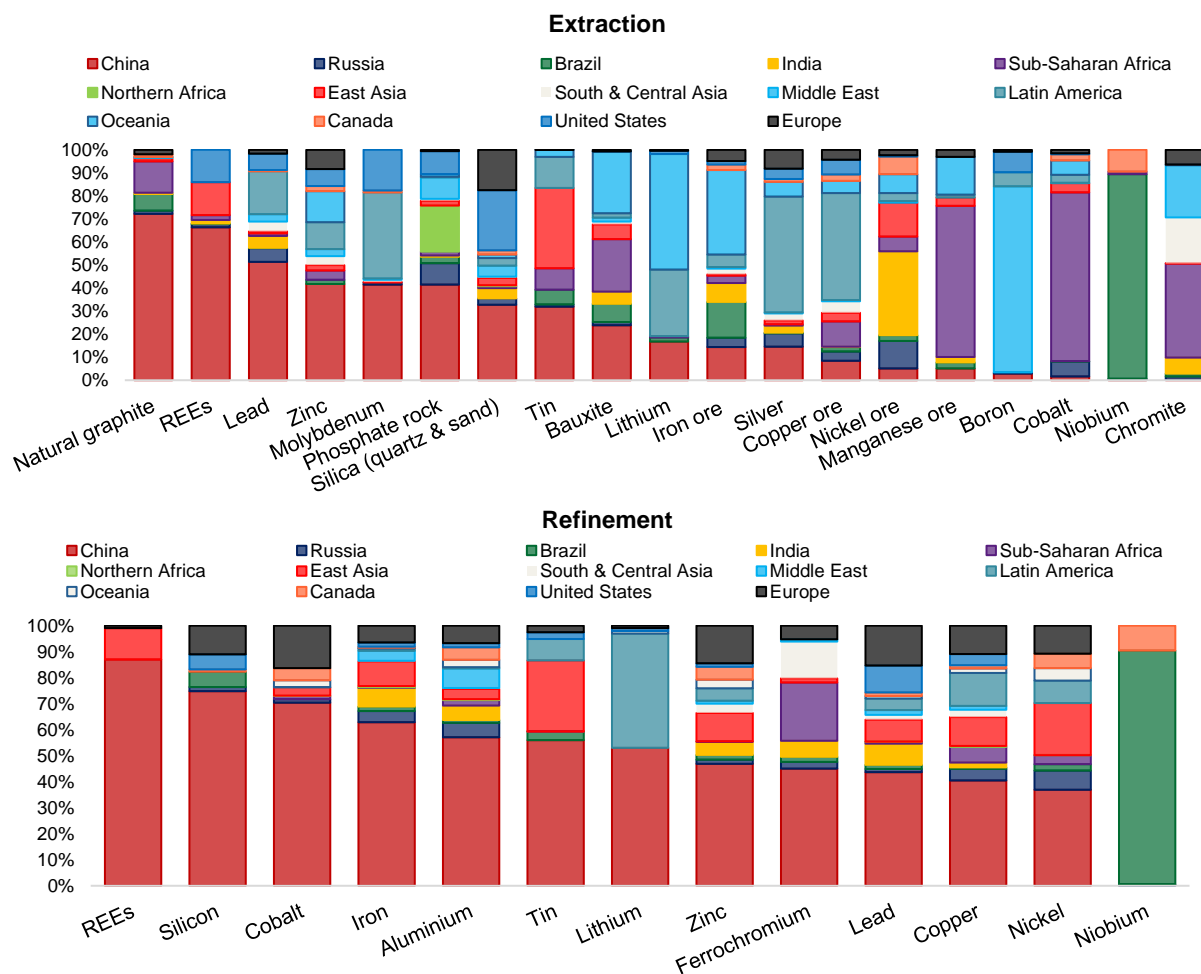 Extraction
China Russia Brazil India Sub-Saharan Africa
Northern Africa East Asia South & Central Asia Middle East Latin America
Oceania Canada United States Europe
100%
90%
80%
70%
60%
50%
40%
30%
20%
10%
0%
Natural graphite
REEs
Lead
Zinc
Molybdenum
Phosphate rock
Silica (quartz & sand)
Tin
Bauxite
Lithium
Iron ore
Silver
Copper ore
Nickel ore
Manganese ore
Boron
Cobalt
Niobium
Chromite
Refinement
China Russia Brazil India Sub-Saharan Africa
Northern Africa East Asia South & Central Asia Middle East Latin America
Oceania Canada United States Europe
100%
90%
80%
70%
60%
50%
40%
30%
20%
10%
0%
REEs
Silicon
Cobalt
Iron
Aluminium
Tin
Lithium
Zinc
Ferrochromium
Lead
Copper
Nickel
Niobium